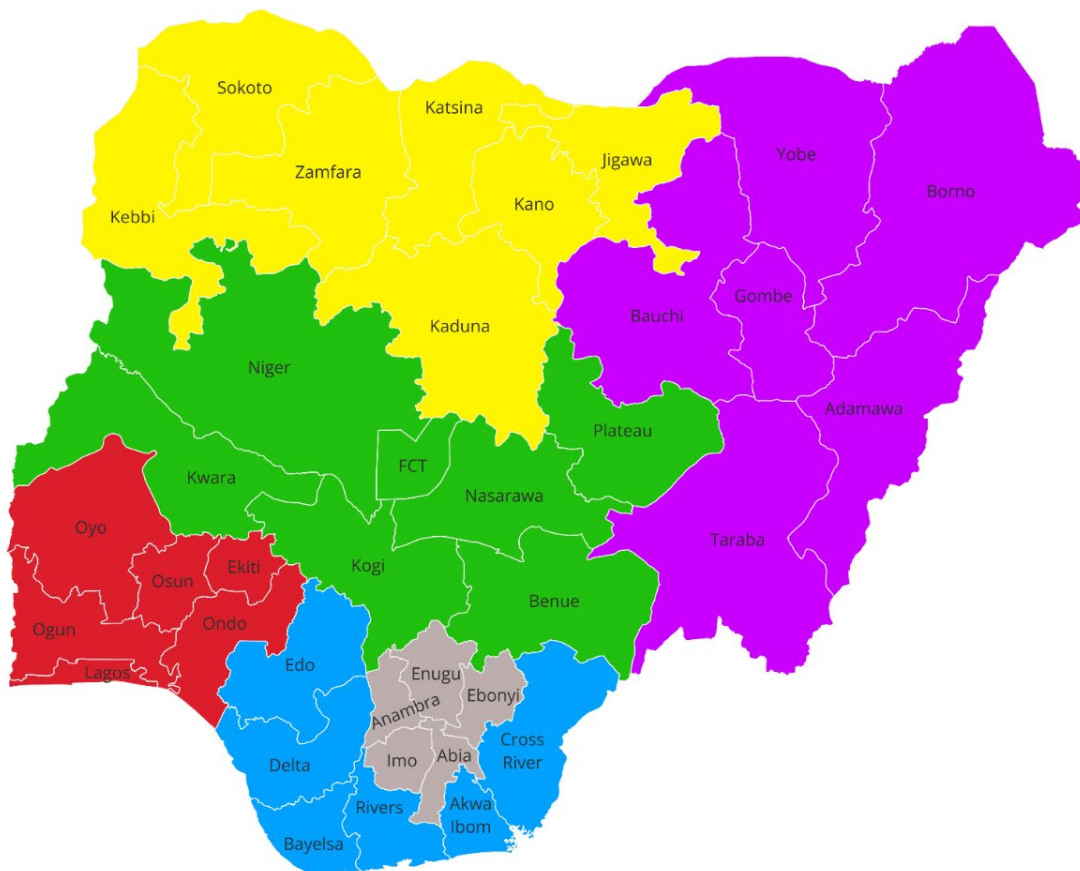 Sokoto
Katsina
Yobe
Jigawa
Zamfara
Borno
Kano
Kebbi
Gombe
Bauchi
Kaduna
Niger
Adamawa
Plateau
FCT
Kwara
Nasarawa
Oyo
Taraba
Kogi
Ekiti
Osun
Benue
Ondo
Ogun
Edo
Lagos
Enugu
Ebonyi
Anambra
Cross
River
Abia
Imo
Delta
Rivers
Akwa
Ibom
Bayelsa